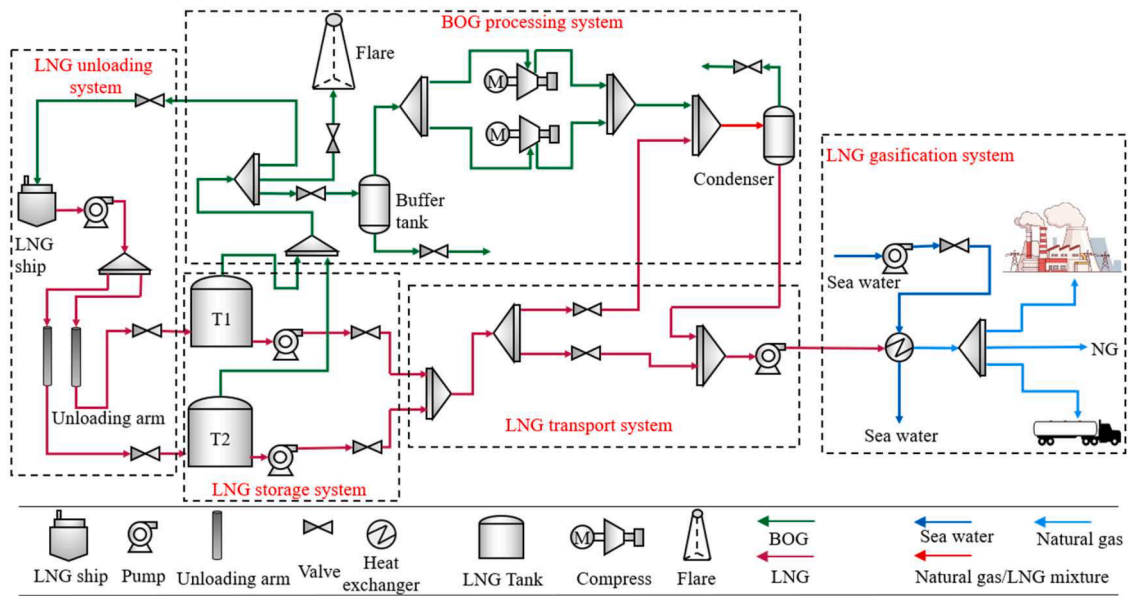 BOG processing system
LNG unloading
system
Flare
M
M
Buffer
tank
Condenser
LNG
ship
Unloading arm
T1
T2
LNG storage system
LNG transport system
LNG gasification system
Sea water
NG
Sea water
LNG ship
Pump
Unloading arm
Valve
Heat
exchanger
LNG Tank
M
Compress
Flare
BOG
LNG
Sea water
Natural gas
Natural gas/LNG mixture